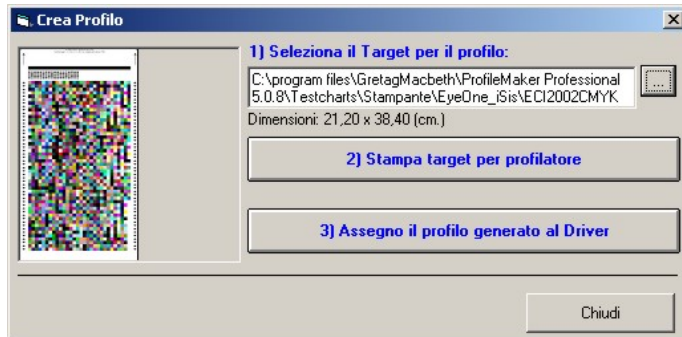 Crea Profilo
1) Seleziona il Target per il profilo:
C:\program files\GretagMacbeth\ProfileMaker Professional
5.0.8\Testcharts\Stampante\EyeOne_iSis\ECI2002CMYK
...
Dimensioni: 21,20 x 38,40 (cm.)
2) Stampa target per profilatore
3) Assegno il profilo generato al Driver
Chiudi